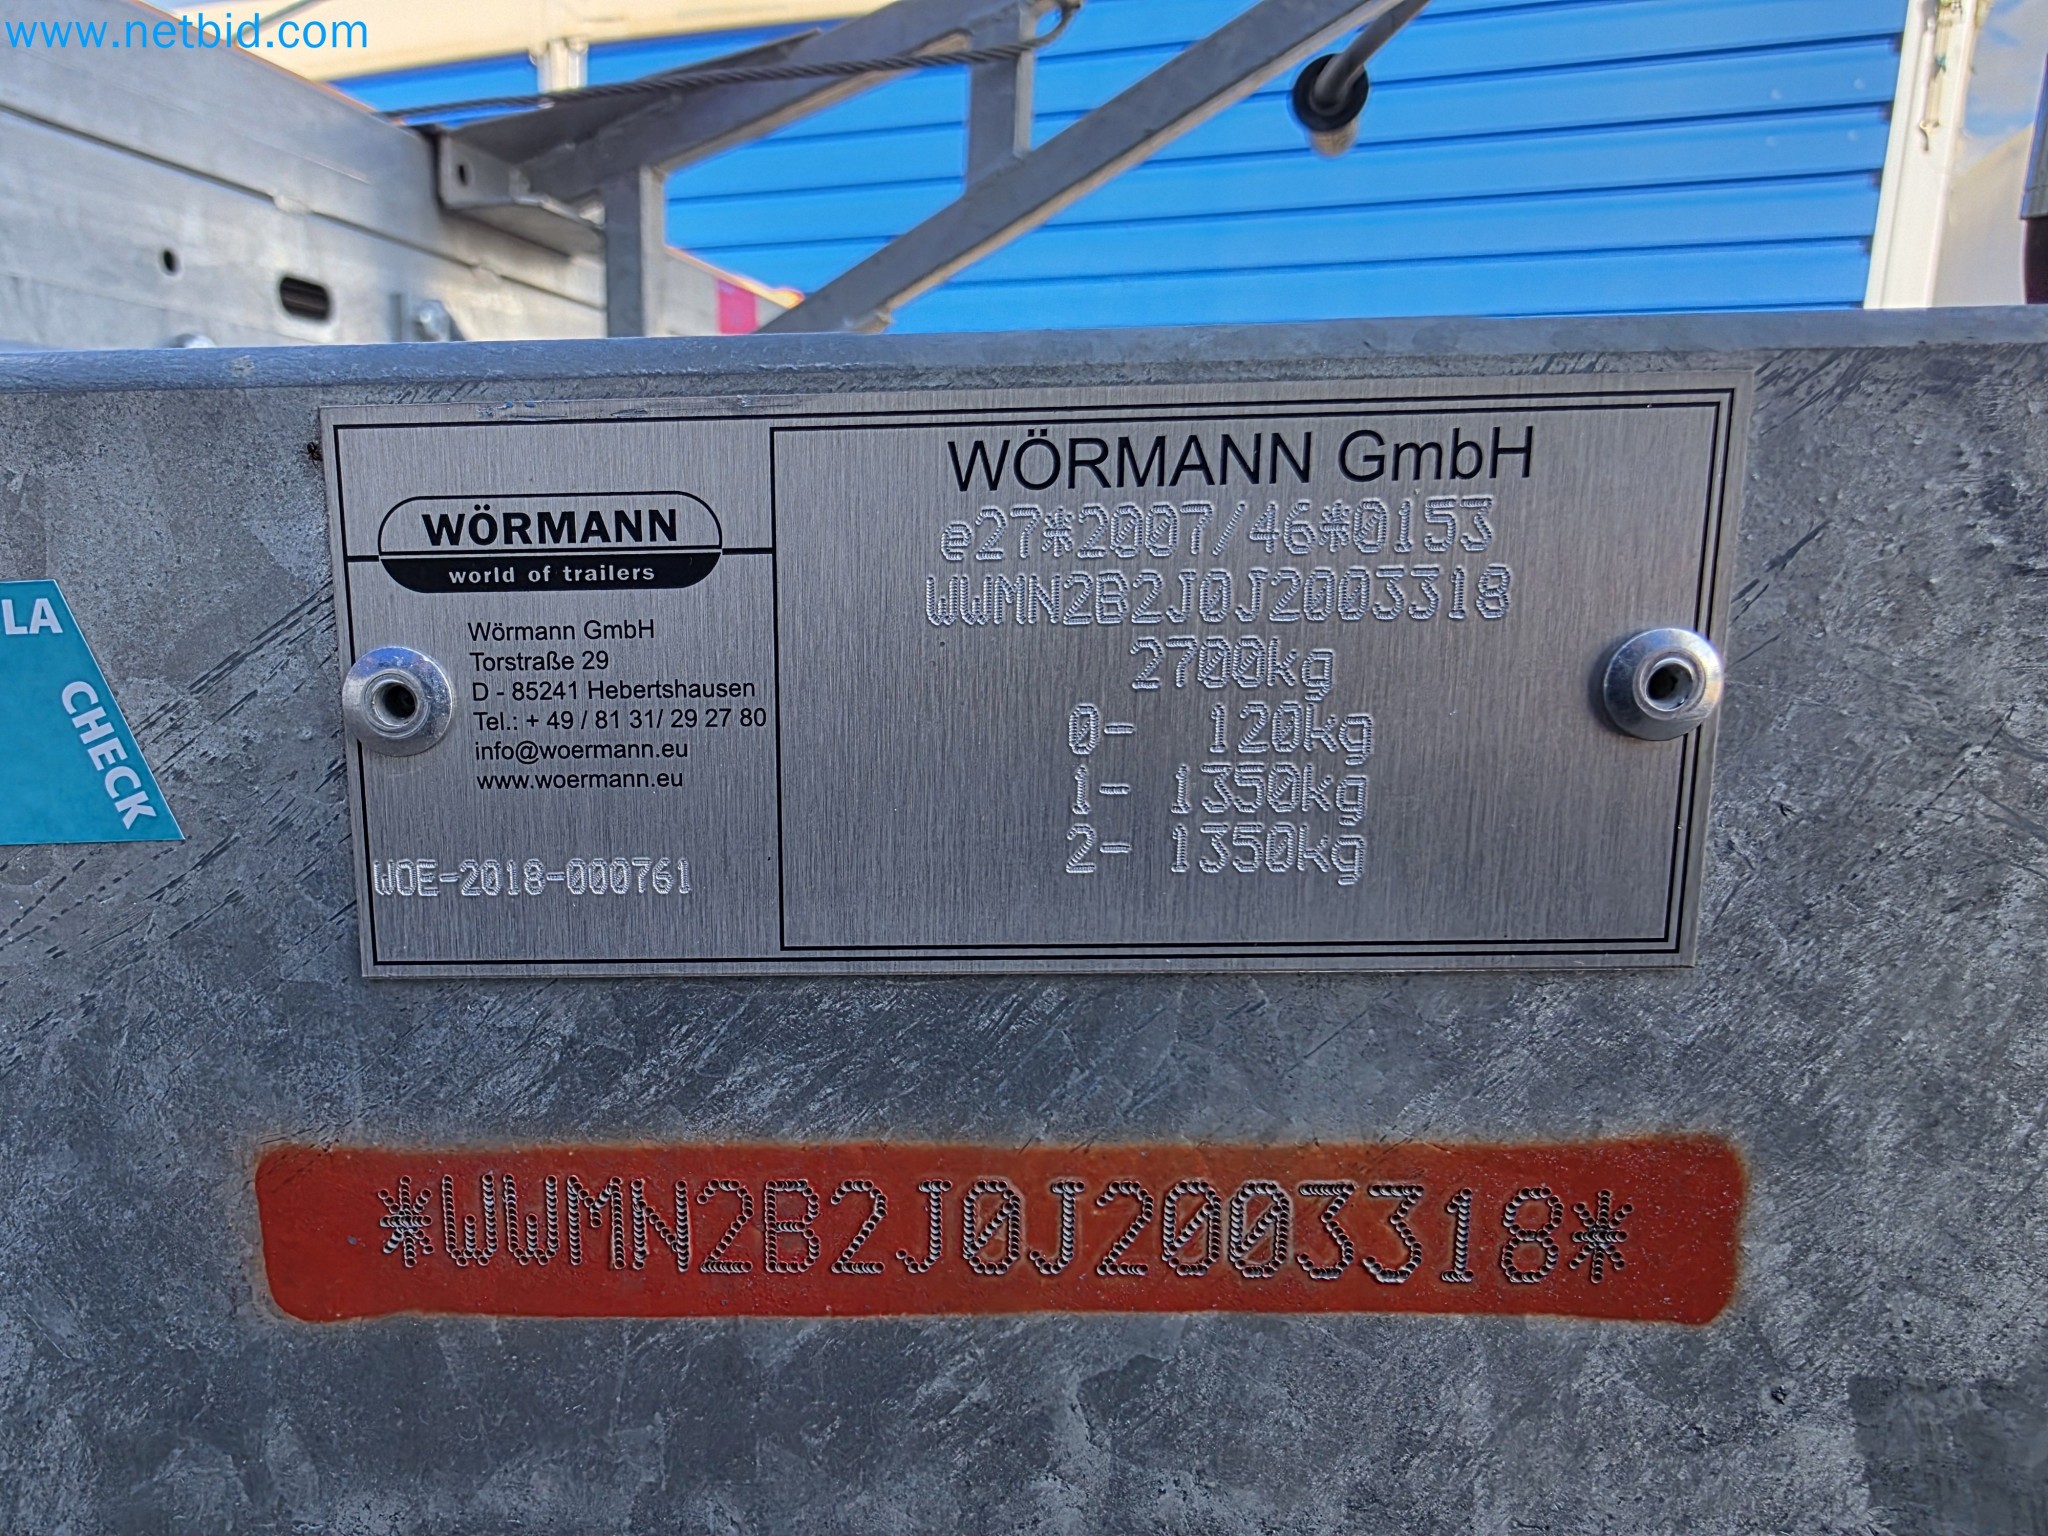 www.netbid.com
WÖRMANN
world of trailers
Wörmann GmbH
Torstraße 29
D - 85241 Hebertshausen
Tel.: + 49 / 81 31/ 29 27 80
info@woermann.eu
www.woermann.eu
WOE-2018-000761
WÖRMANN GmbH
e27*2007/46*0153
WWMN2B2J0J2003318
2700kg
0- 120kg
1- 1350kg
2- 1350kg
LA
CHECK
*WWMN2B2J0J2003318*